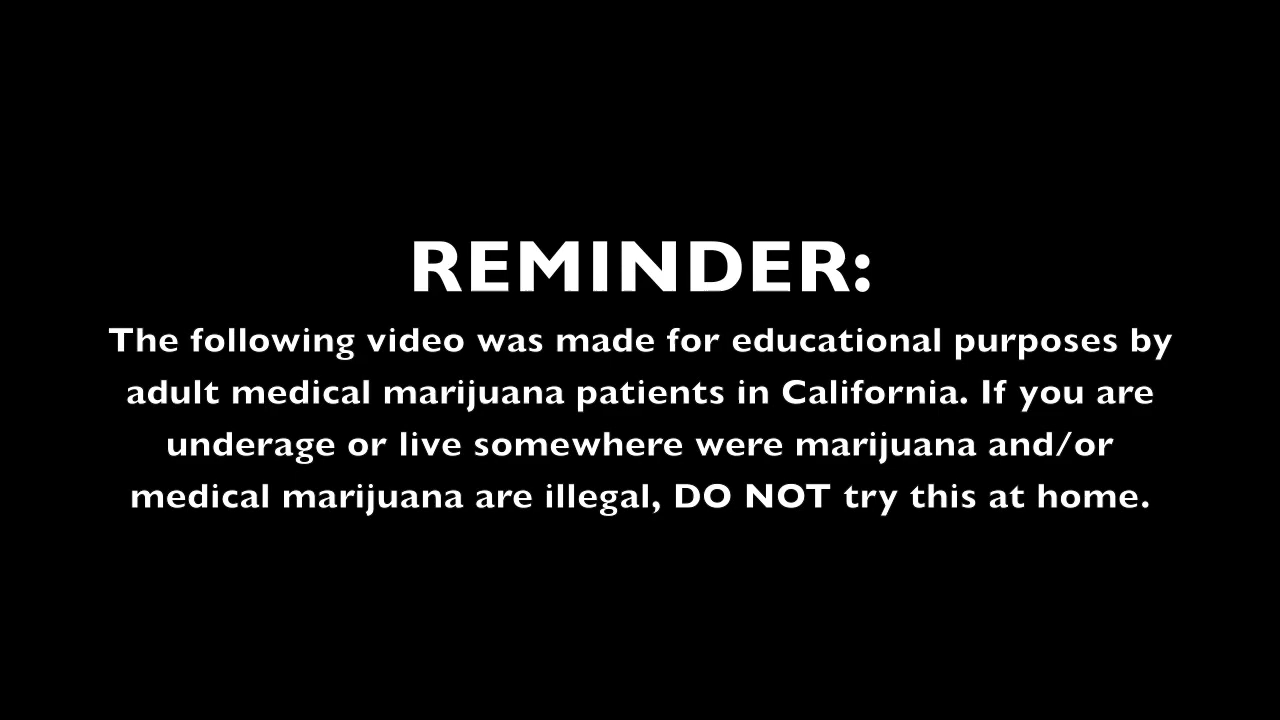 REMINDER:
The following video was made for educational purposes by
adult medical marijuana patients in California. If you are
underage or live somewhere were marijuana and/or
medical marijuana are illegal, DO NOT try this at home.